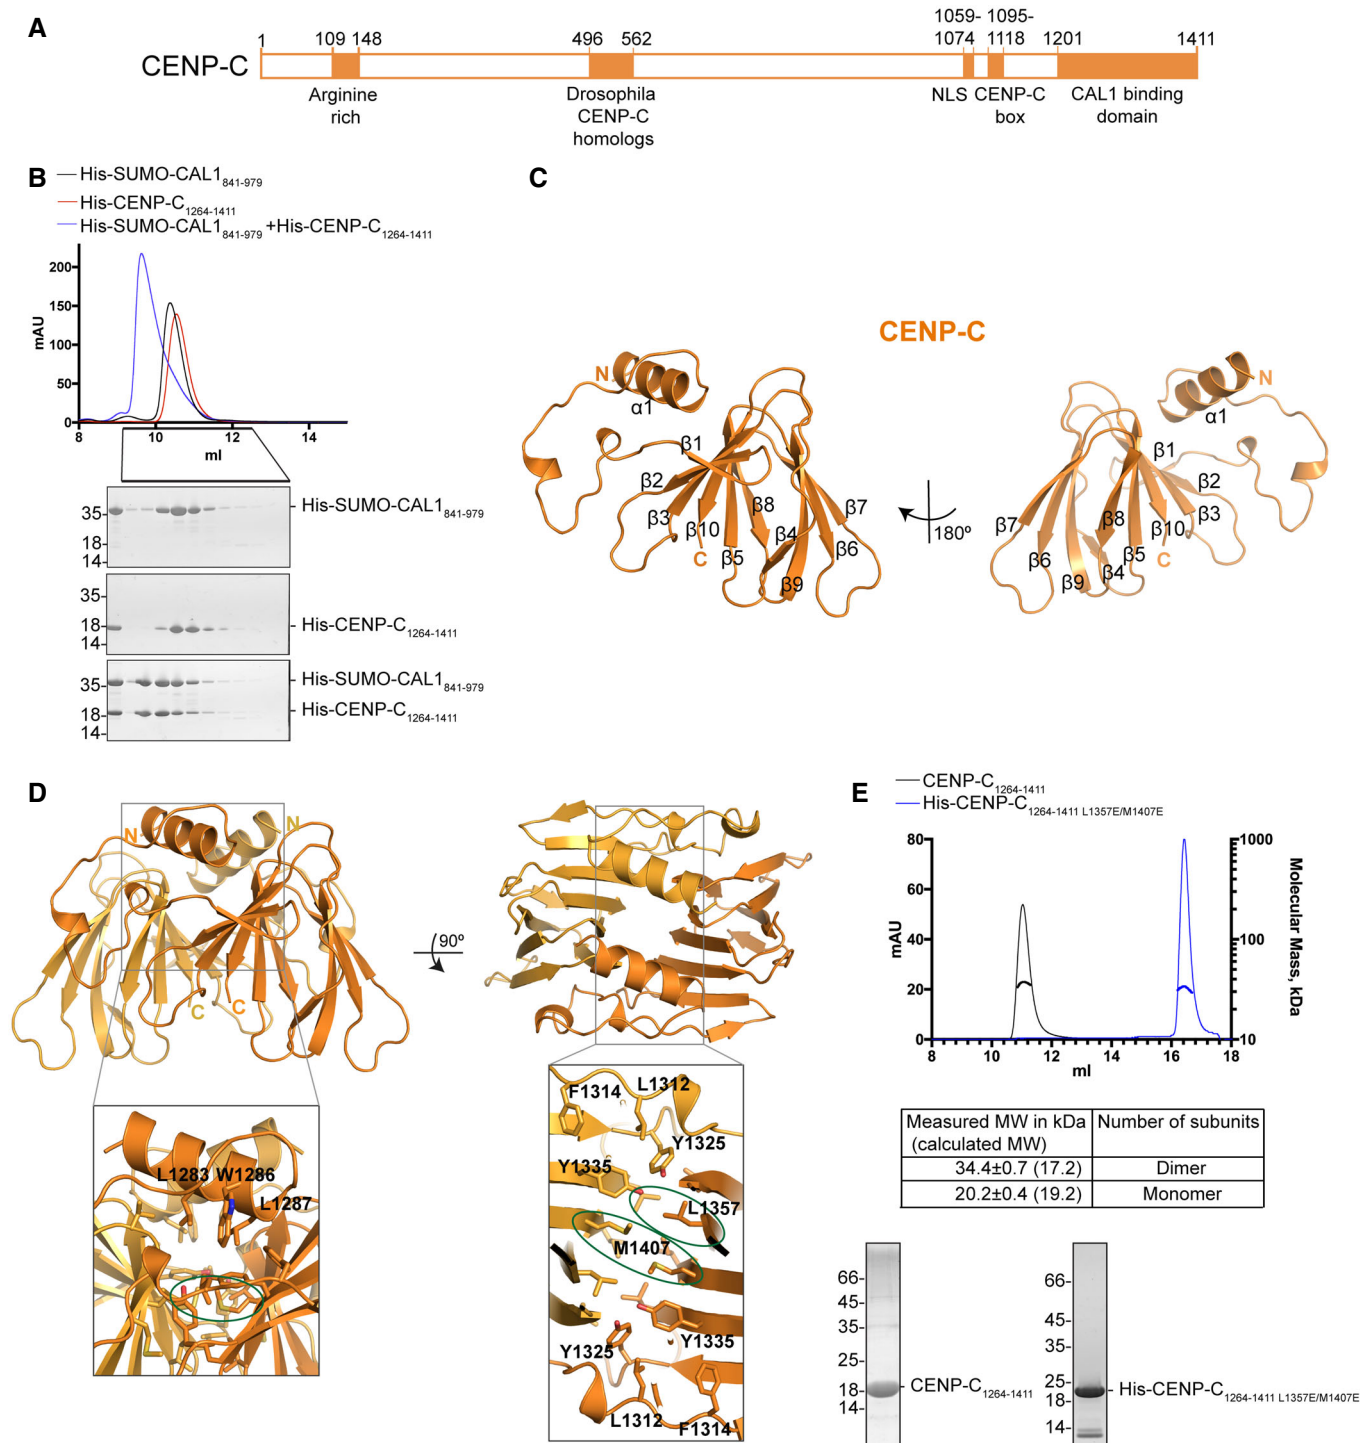 A
1 109 148 496 562 1059- 1095-
1074 1118 1201 1411
CENP-C
Arginine
rich
Drosophila
CENP-C
homologs
NLS CENP-C
box
CAL1 binding
domain
B
His-SUMO-CAL1841-979
His-CENP-C1264-1411
His-SUMO-CAL1841-979 +His-CENP-C1264-1411
mAU
200
150
100
50
0
8 10 12 14
ml
35-
18-
14-
His-SUMO-CAL1841-979
35-
18-
14-
His-CENP-C1264-1411
35-
18-
14-
His-SUMO-CAL1841-979
His-CENP-C1264-1411
C
CENP-C
N
α1
β1
β2
β3
β10
C
β5
β8
β4
β9
β7
β6
180º
N
α1
β1
β2
β3
β10
C
β5
β8
β4
β9
β7
β6
D
N
N
C
C
90º
L1283 W1286
L1287
F1314
L1312
Y1325
Y1335
L1357
M1407
Y1335
Y1325
L1312
F1314
E
CENP-C1264-1411
His-CENP-C1264-1411 L1357E/M1407E
mAU
80
60
40
20
0
8 10 12 14 16 18
ml
1000
100
10
Molecular Mass, kDa
Measured MW in kDa
(calculated MW)
Number of subunits
34.4±0.7 (17.2) Dimer
20.2±0.4 (19.2) Monomer
66-
45-
35-
25-
18-
14-
CENP-C1264-1411
66-
45-
35-
25-
18-
14-
His-CENP-C1264-1411 L1357E/M1407E